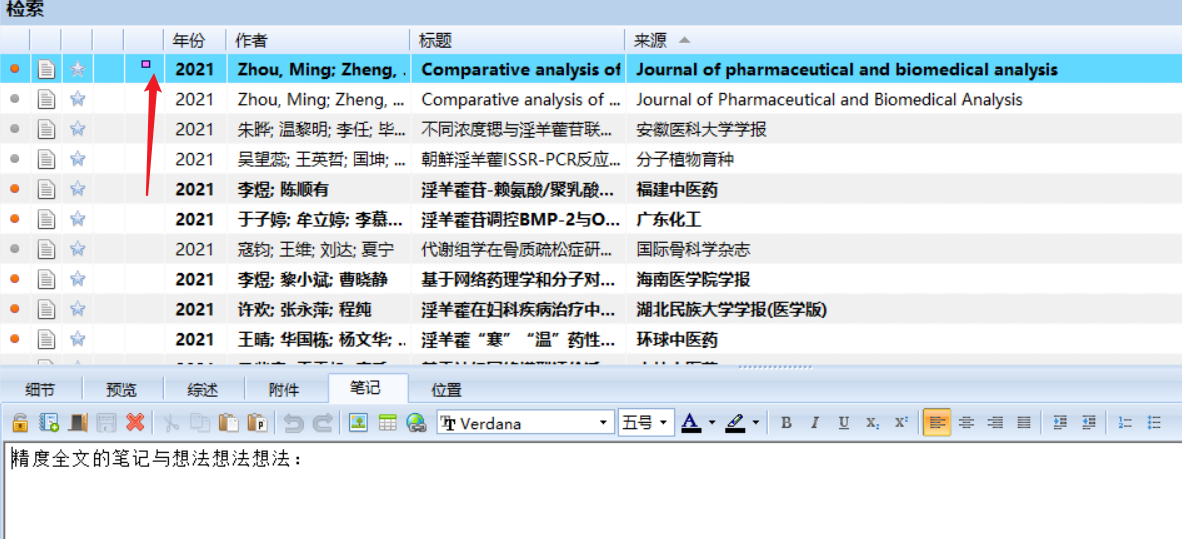 检索
年份 作者 标题 来源
2021 Zhou, Ming; Zheng, . Comparative analysis of Journal of pharmaceutical and biomedical analysis
2021 Zhou, Ming; Zheng, ... Comparative analysis of ... Journal of Pharmaceutical and Biomedical Analysis
2021 朱晔; 温黎明; 李任; 毕... 不同浓度锶与淫羊藿苷联... 安徽医科大学学报
2021 吴望蕊; 王英哲; 国坤; ... 朝鲜淫羊藿ISSR-PCR反应... 分子植物育种
2021 李煜; 陈顺有 淫羊藿苷-赖氨酸/聚乳酸... 福建中医药
2021 于子婷; 牟立婷; 李慕... 淫羊藿苷调控BMP-2与O... 广东化工
2021 寇钧; 王维; 刘达; 夏宁 代谢组学在骨质疏松症研... 国际骨科学杂志
2021 李煜; 黎小斌; 曹晓静 基于网络药理学和分子对... 海南医学院学报
2021 许欢; 张永萍; 程纯 淫羊藿在妇科疾病治疗中... 湖北民族大学学报(医学版)
2021 王晴; 华国栋; 杨文华; .. 淫羊藿“寒”“温”药性... 环球中医药
细节 预览 综述 附件 笔记 位置
Verdana 五号 A B I U X₂ X²
精度全文的笔记与想法想法想法：